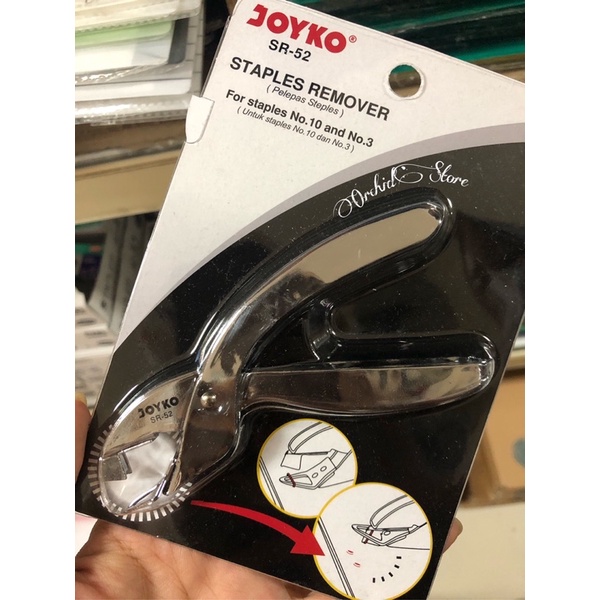 JOYKO®
SR-52
STAPLES REMOVER
( Pelepas Steples )
For staples No.10 and No.3
( Untuk staples No.10 dan No.3 )
Orchid Store
JOYKO
SR-52